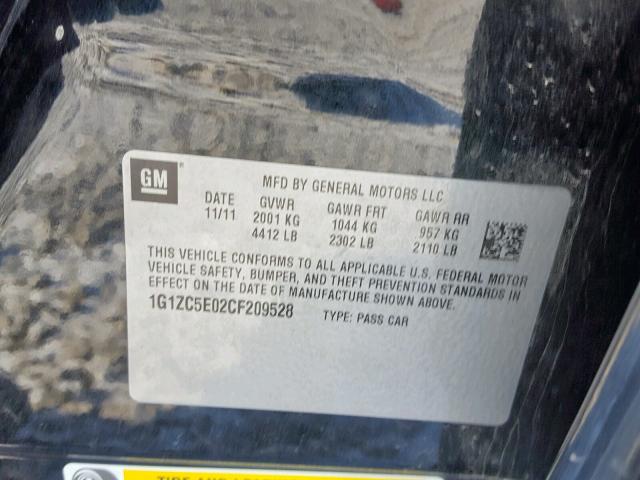 GM
MFD BY GENERAL MOTORS LLC
DATE GVWR GAWR FRT GAWR RR
11/11 2001 KG 1044 KG 957 KG
4412 LB 2302 LB 2110 LB
THIS VEHICLE CONFORMS TO ALL APPLICABLE U.S. FEDERAL MOTOR
VEHICLE SAFETY, BUMPER, AND THEFT PREVENTION STANDARDS IN
EFFECT ON THE DATE OF MANUFACTURE SHOWN ABOVE.
1G1ZC5E02CF209528 TYPE: PASS CAR
TIRE AND